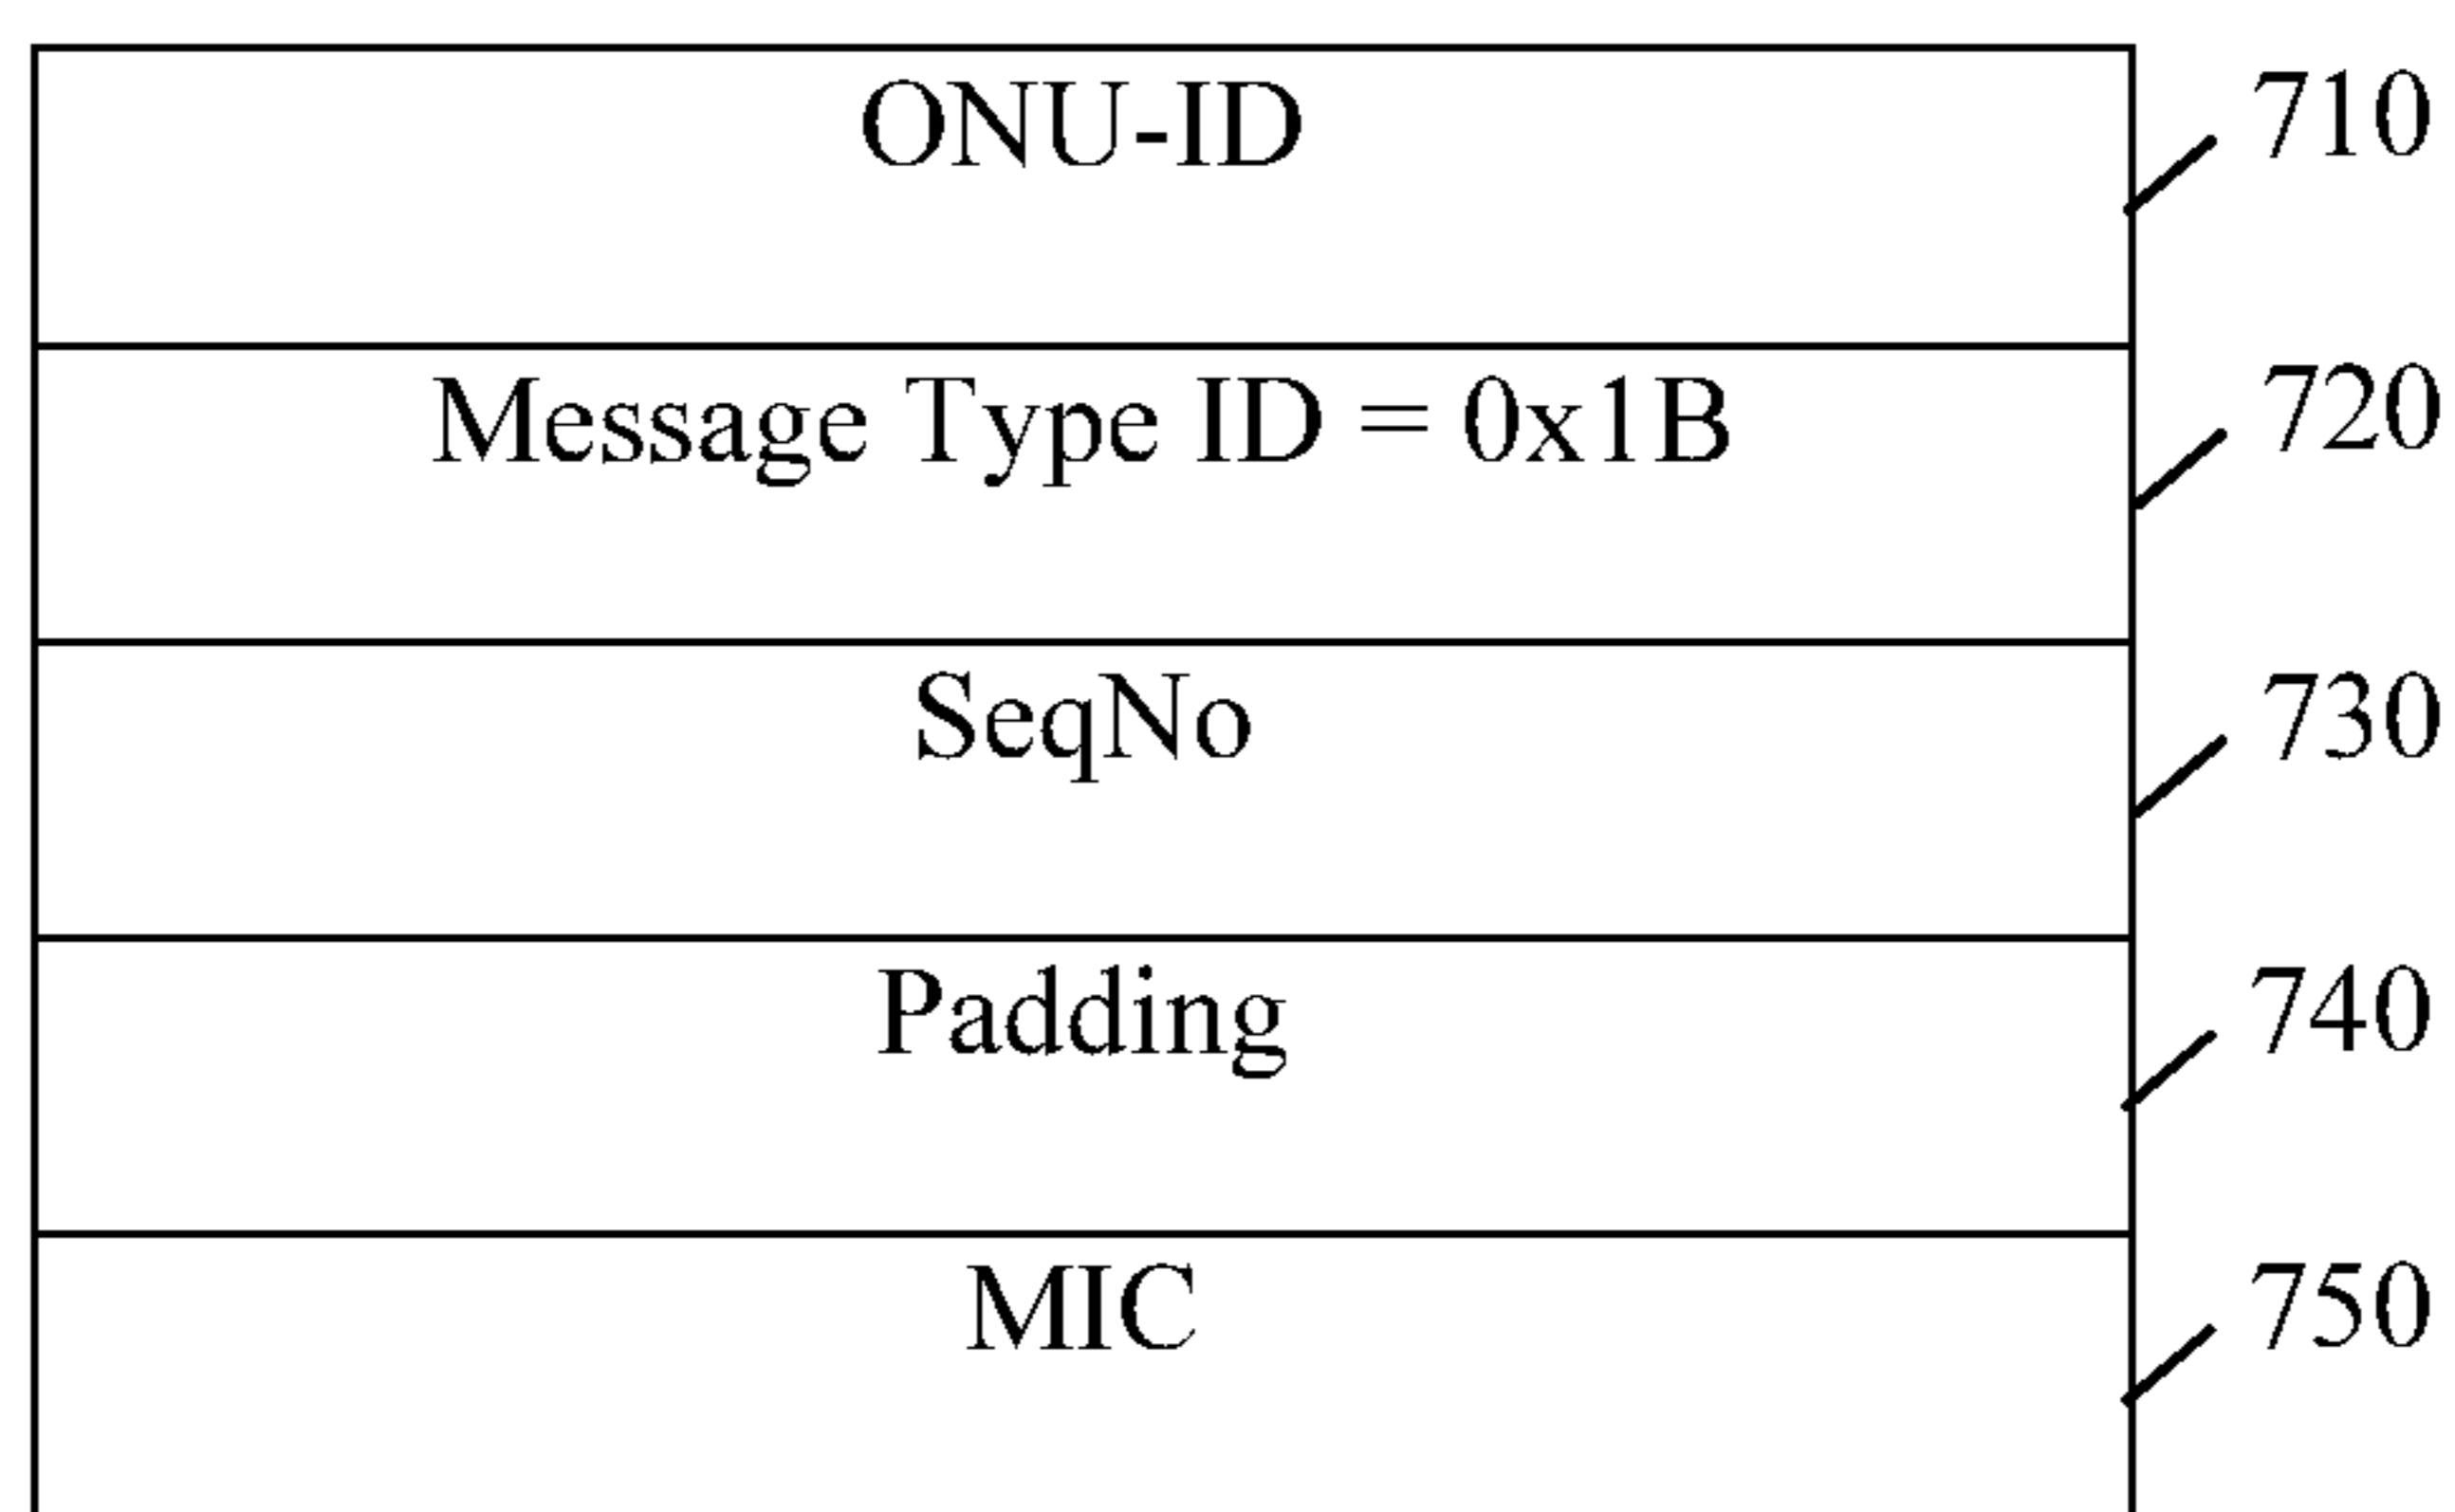 ONU-ID 710
Message Type ID = 0x1B 720
SeqNo 730
Padding 740
MIC 750